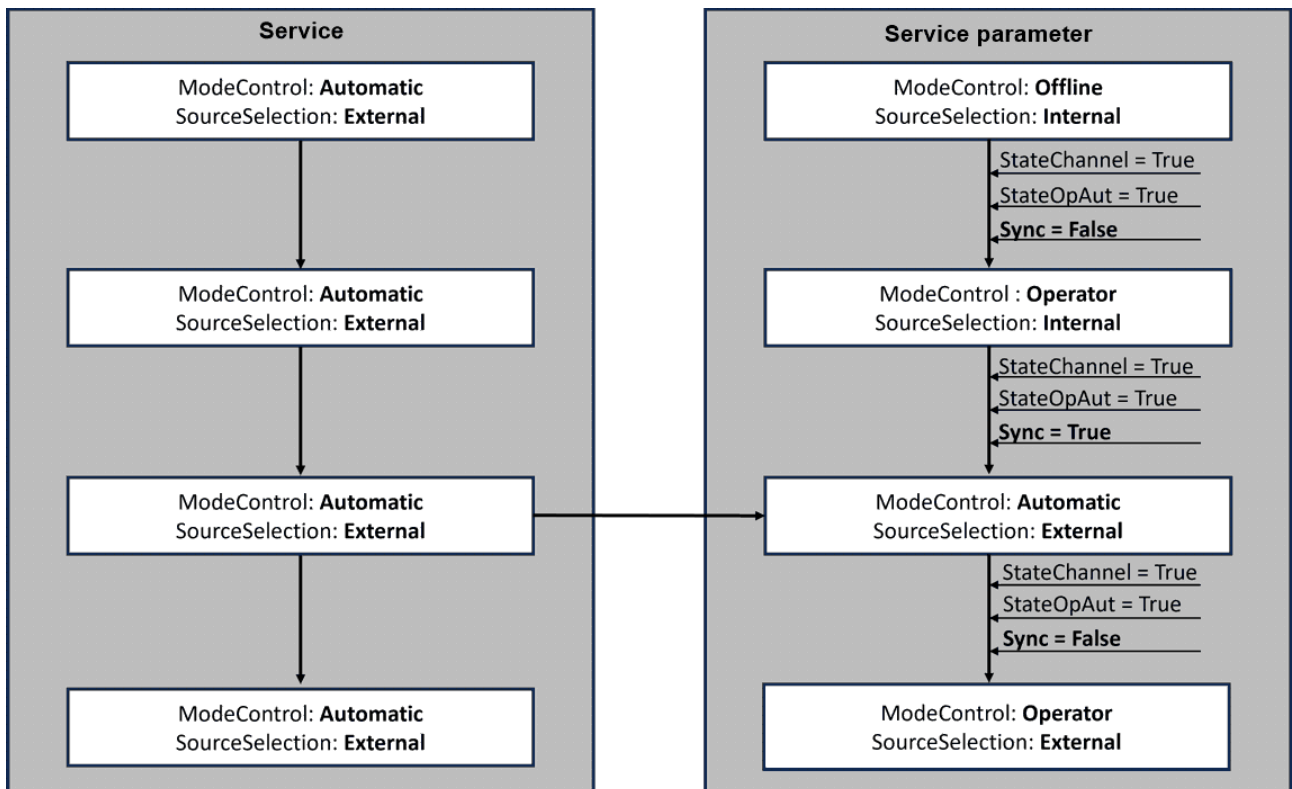 Service
ModeControl: Automatic
SourceSelection: External
ModeControl: Automatic
SourceSelection: External
ModeControl: Automatic
SourceSelection: External
ModeControl: Automatic
SourceSelection: External
Service parameter
ModeControl: Offline
SourceSelection: Internal
StateChannel = True
StateOpAut = True
Sync = False
ModeControl : Operator
SourceSelection: Internal
StateChannel = True
StateOpAut = True
Sync = True
ModeControl: Automatic
SourceSelection: External
StateChannel = True
StateOpAut = True
Sync = False
ModeControl: Operator
SourceSelection: External